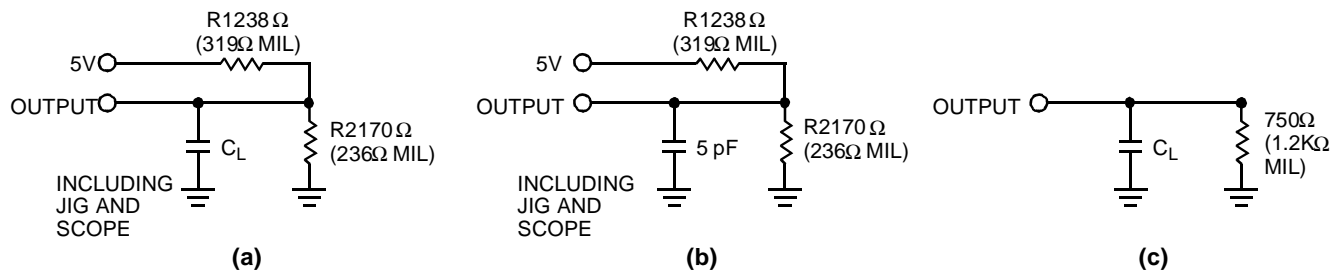 R1238Ω
(319Ω MIL)
5V
OUTPUT
C_L
R2170Ω
(236Ω MIL)
INCLUDING
JIG AND
SCOPE
(a)
R1238Ω
(319Ω MIL)
5V
OUTPUT
5 pF
R2170Ω
(236Ω MIL)
INCLUDING
JIG AND
SCOPE
(b)
OUTPUT
C_L
750Ω
(1.2KΩ
MIL)
(c)